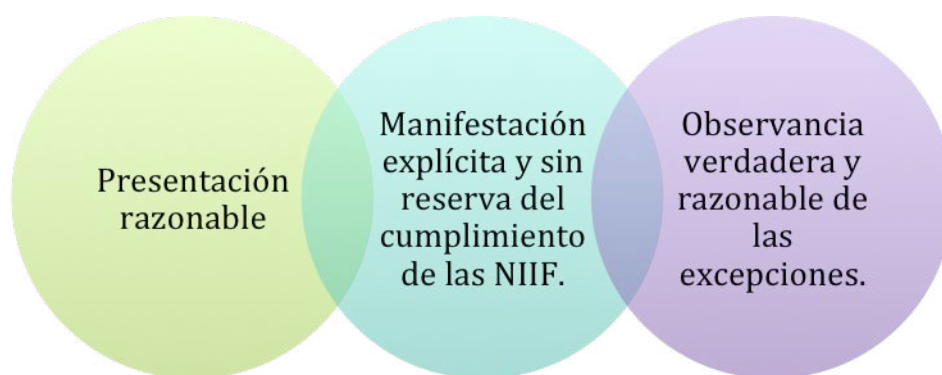 Presentación
razonable
Manifestación
explícita y sin
reserva del
cumplimiento
de las NIIF.
Observancia
verdadera y
razonable de
las
excepciones.